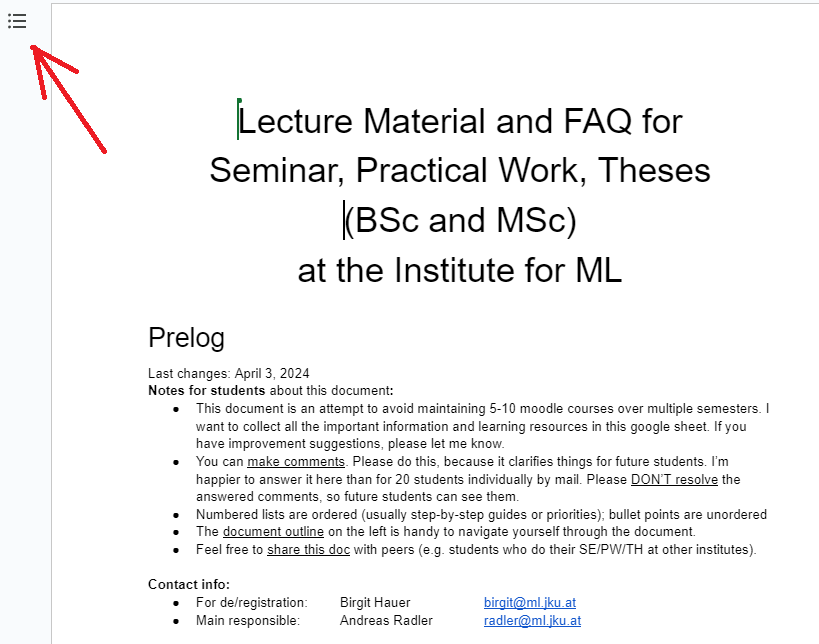 Lecture Material and FAQ for
Seminar, Practical Work, Theses
(BSc and MSc)
at the Institute for ML
Prelog
Last changes: April 3, 2024
Notes for students about this document:
● This document is an attempt to avoid maintaining 5-10 moodle courses over multiple semesters. I
want to collect all the important information and learning resources in this google sheet. If you
have improvement suggestions, please let me know.
● You can make comments. Please do this, because it clarifies things for future students. I’m
happier to answer it here than for 20 students individually by mail. Please DON’T resolve the
answered comments, so future students can see them.
● Numbered lists are ordered (usually step-by-step guides or priorities); bullet points are unordered
● The document outline on the left is handy to navigate yourself through the document.
● Feel free to share this doc with peers (e.g. students who do their SE/PW/TH at other institutes).
Contact info:
● For de/registration: Birgit Hauer birgit@ml.jku.at
● Main responsible: Andreas Radler radler@ml.jku.at